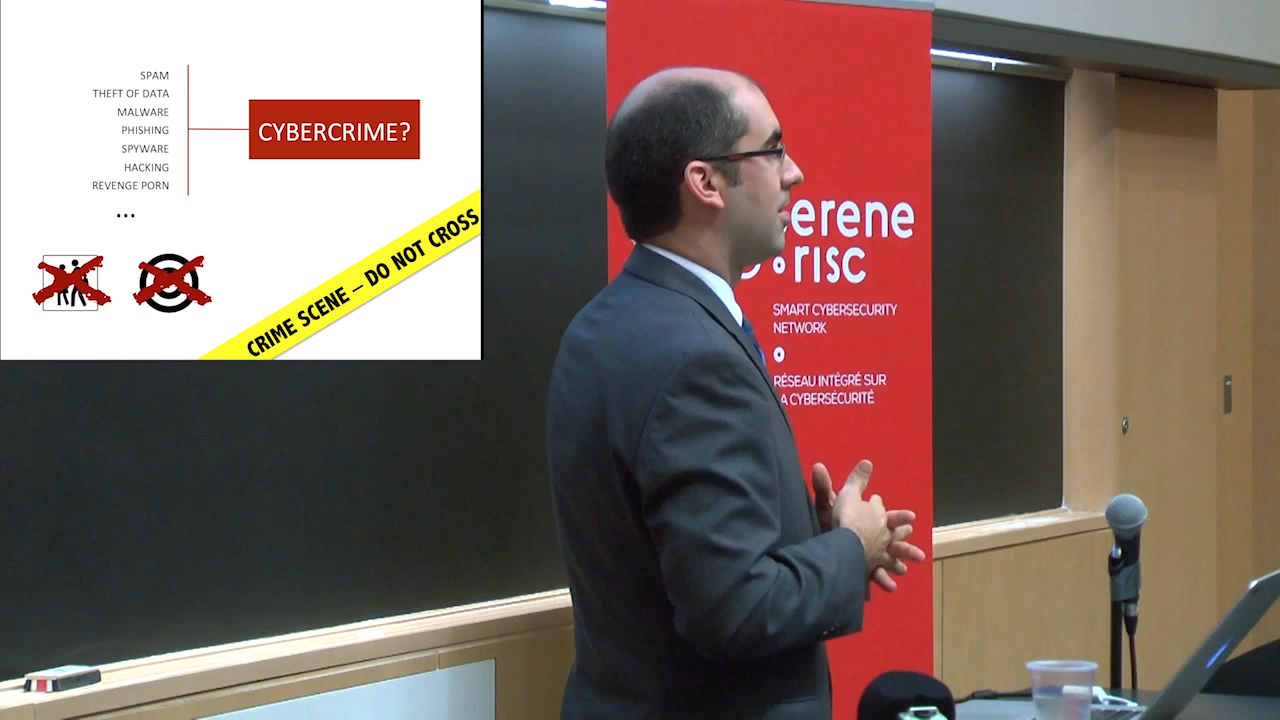 SPAM
THEFT OF DATA
MALWARE
PHISHING
SPYWARE
HACKING
REVENGE PORN
...
CYBERCRIME?
CRIME SCENE – DO NOT CROSS
erene
risc
SMART CYBERSECURITY
NETWORK
RÉSEAU INTÉGRÉ SUR
A CYBERSÉCURITÉ